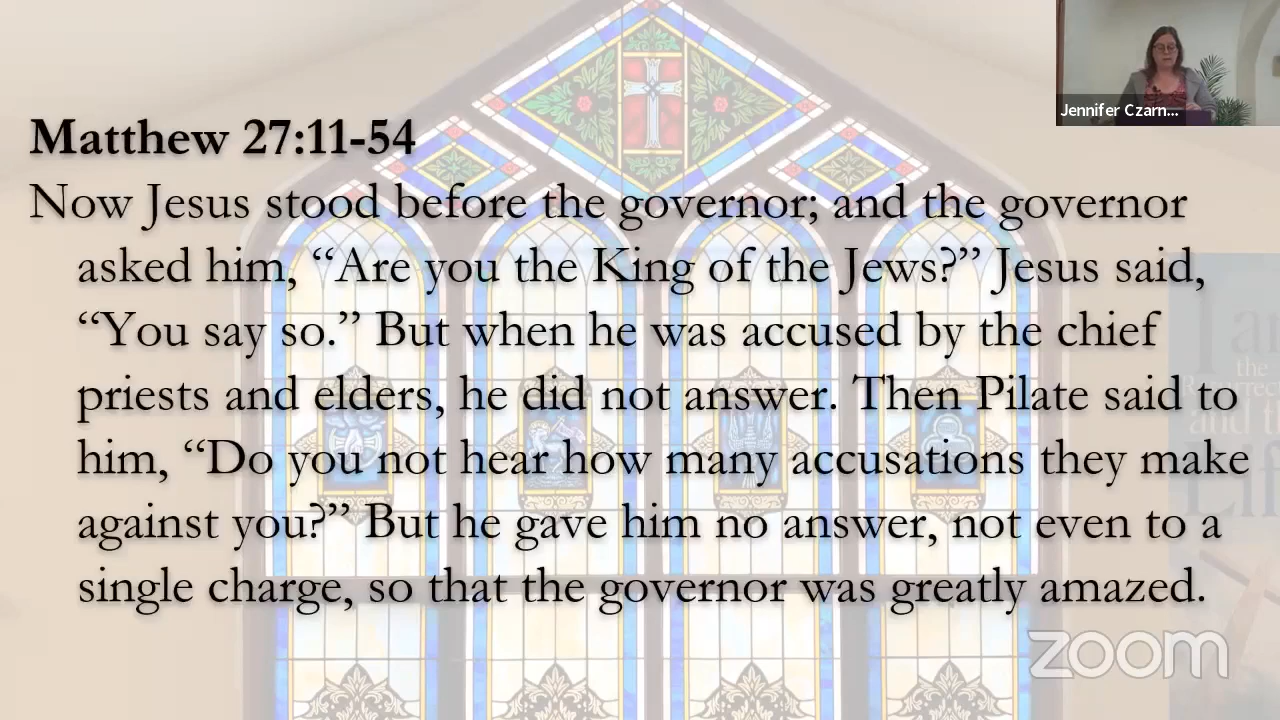 Jennifer Czarn...
Matthew 27:11-54
Now Jesus stood before the governor; and the governor
asked him, “Are you the King of the Jews?” Jesus said,
“You say so.” But when he was accused by the chief
priests and elders, he did not answer. Then Pilate said to
him, “Do you not hear how many accusations they make
against you?” But he gave him no answer, not even to a
single charge, so that the governor was greatly amazed.
the
and
zoom